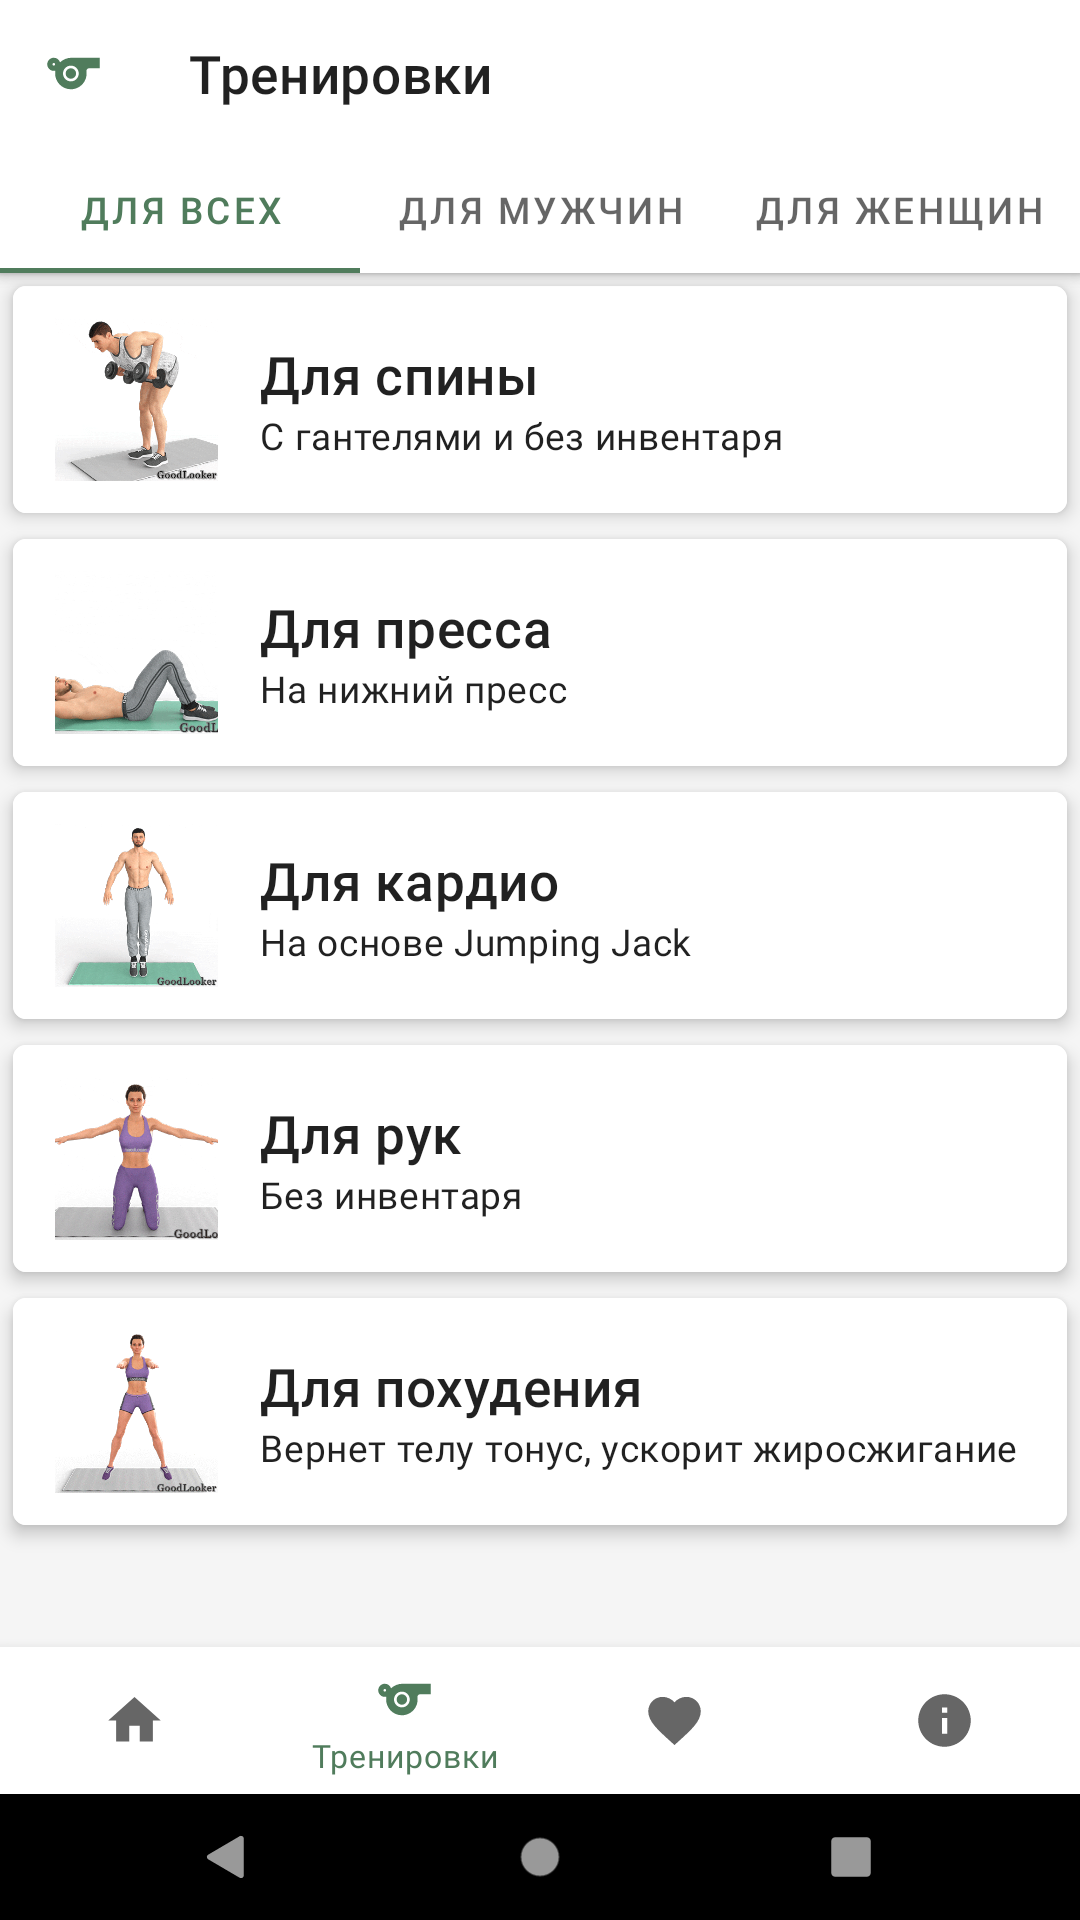 Тренировки
ДЛЯ ВСЕХ ДЛЯ МУЖЧИН ДЛЯ ЖЕНЩИН
Для спины
С гантелями и без инвентаря
GoodLooker
Для пресса
На нижний пресс
GoodL
Для кардио
На основе Jumping Jack
GoodLooker
Для рук
Без инвентаря
GoodLo
Для похудения
Вернет телу тонус, ускорит жиросжигание
GoodLooker
Тренировки